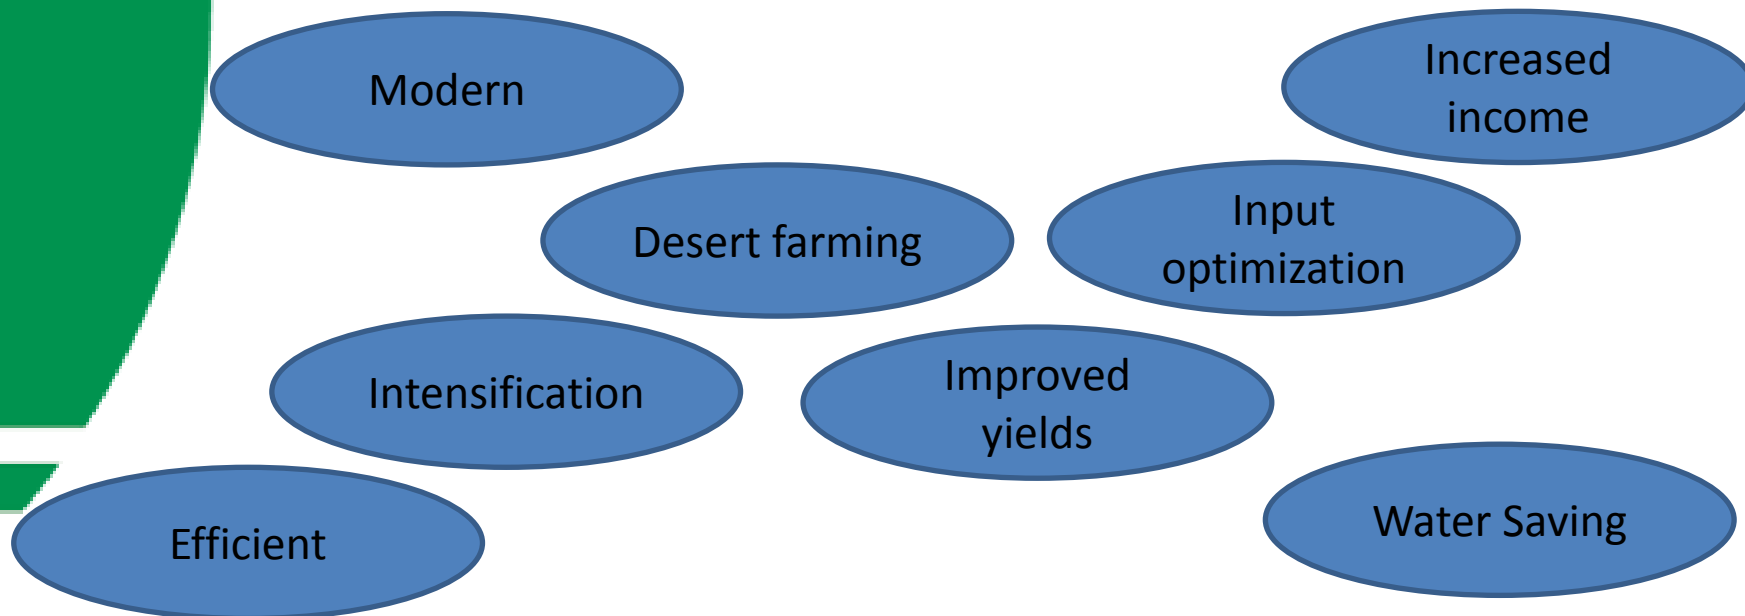 Modern
Increased
income
Desert farming
Input
optimization
Intensification
Improved
yields
Efficient
Water Saving